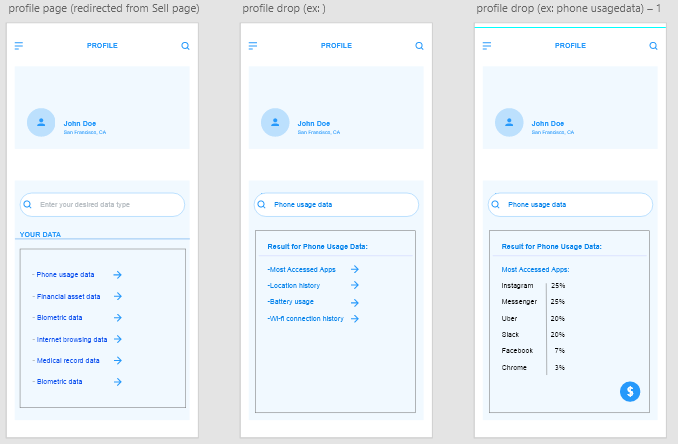 profile page (redirected from Sell page)
PROFILE
John Doe
San Francisco, CA
Enter your desired data type
YOUR DATA
- Phone usage data
- Financial asset data
- Biometric data
- Internet browsing data
- Medical record data
- Biometric data
profile drop (ex: )
PROFILE
John Doe
San Francisco, CA
Phone usage data
Result for Phone Usage Data:
-Most Accessed Apps
-Location history
-Battery usage
-Wi-fi connection history
profile drop (ex: phone usagedata) – 1
PROFILE
John Doe
San Francisco, CA
Phone usage data
Result for Phone Usage Data:
Most Accessed Apps:
Instagram 25%
Messenger 25%
Uber 20%
Slack 20%
Facebook 7%
Chrome 3%
$